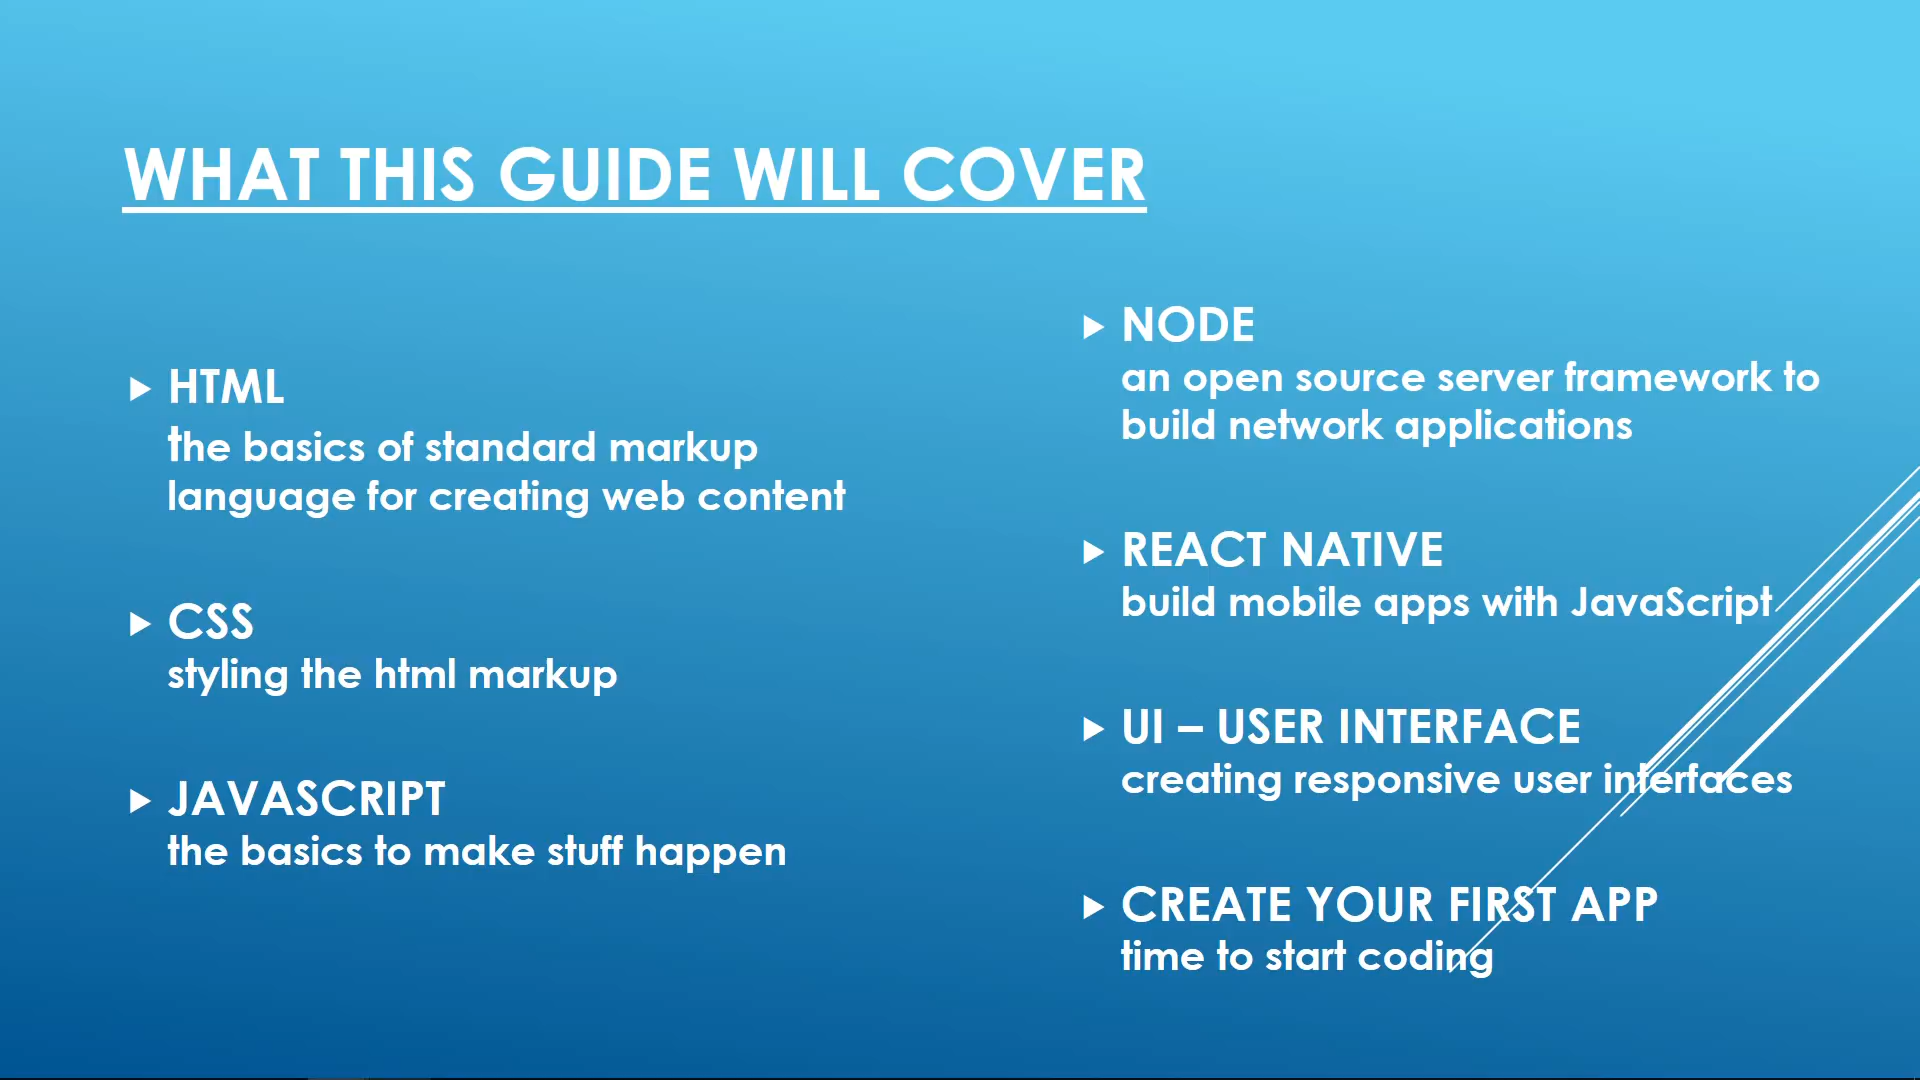 WHAT THIS GUIDE WILL COVER
HTML
the basics of standard markup
language for creating web content
CSS
styling the html markup
JAVASCRIPT
the basics to make stuff happen
NODE
an open source server framework to
build network applications
REACT NATIVE
build mobile apps with JavaScript
UI – USER INTERFACE
creating responsive user interfaces
CREATE YOUR FIRST APP
time to start coding